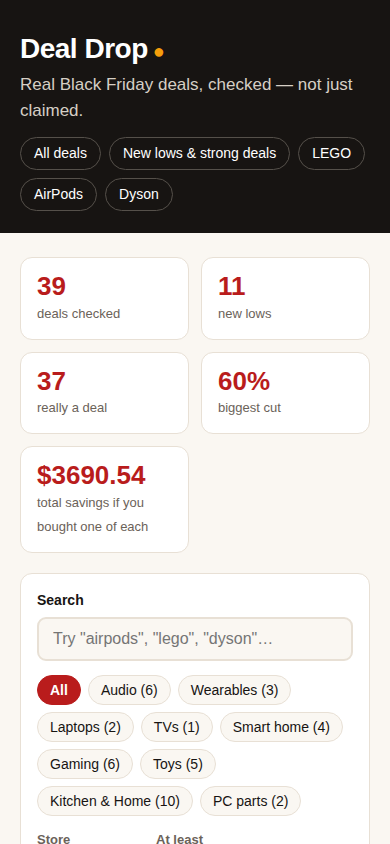 Deal Drop
Real Black Friday deals, checked — not just
claimed.
All deals
New lows & strong deals
LEGO
AirPods
Dyson
39
deals checked
11
new lows
37
really a deal
60%
biggest cut
$3690.54
total savings if you
bought one of each
Search
Try "airpods", "lego", "dyson"…
All
Audio (6)
Wearables (3)
Laptops (2)
TVs (1)
Smart home (4)
Gaming (6)
Toys (5)
Kitchen & Home (10)
PC parts (2)
Store
At least